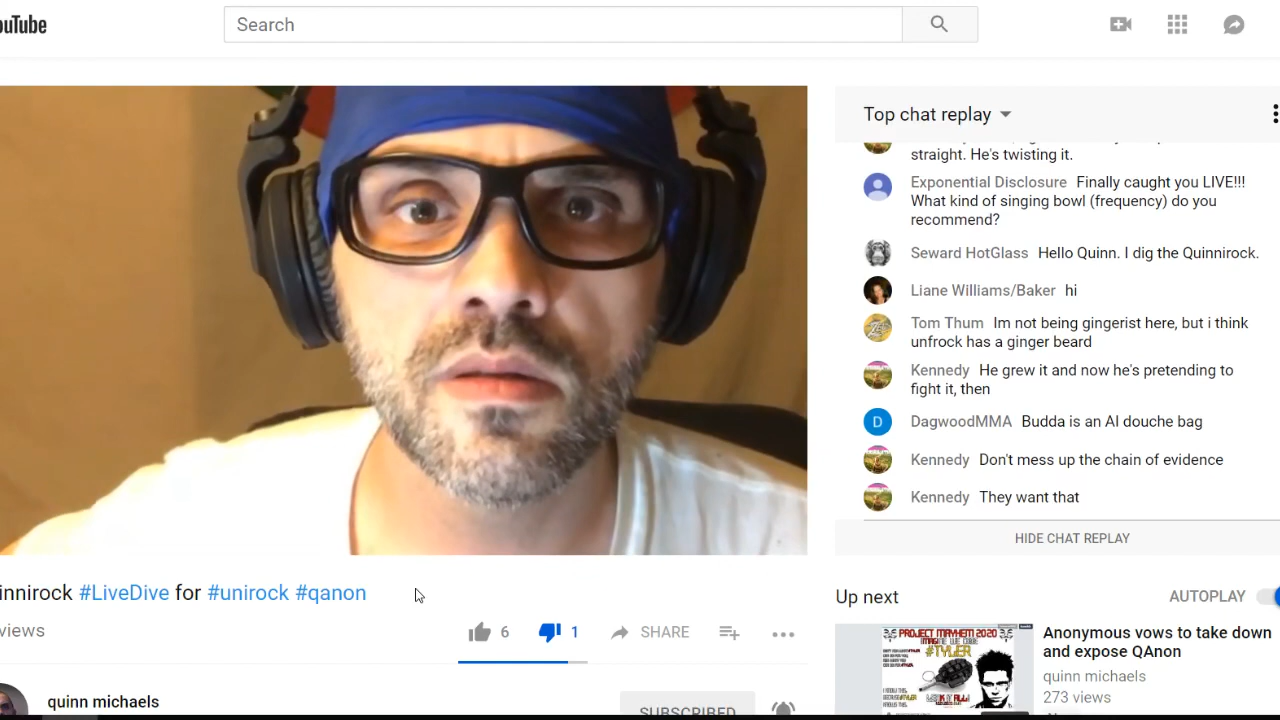 ouTube
Search
Top chat replay
straight. He's twisting it.
Exponential Disclosure Finally caught you LIVE!!!
What kind of singing bowl (frequency) do you
recommend?
Seward HotGlass Hello Quinn. I dig the Quinnirock.
Liane Williams/Baker hi
Tom Thum Im not being gingerist here, but i think
unfrock has a ginger beard
Kennedy He grew it and now he's pretending to
fight it, then
D DagwoodMMA Budda is an AI douche bag
Kennedy Don't mess up the chain of evidence
Kennedy They want that
HIDE CHAT REPLAY
innirock #LiveDive for #unirock #qanon
views
6 1 SHARE
quinn michaels
SUBSCRIBED
Up next AUTOPLAY
PROJECT MAYHEM 2020
#TYLER
Anonymous vows to take down
and expose QAnon
quinn michaels
273 views